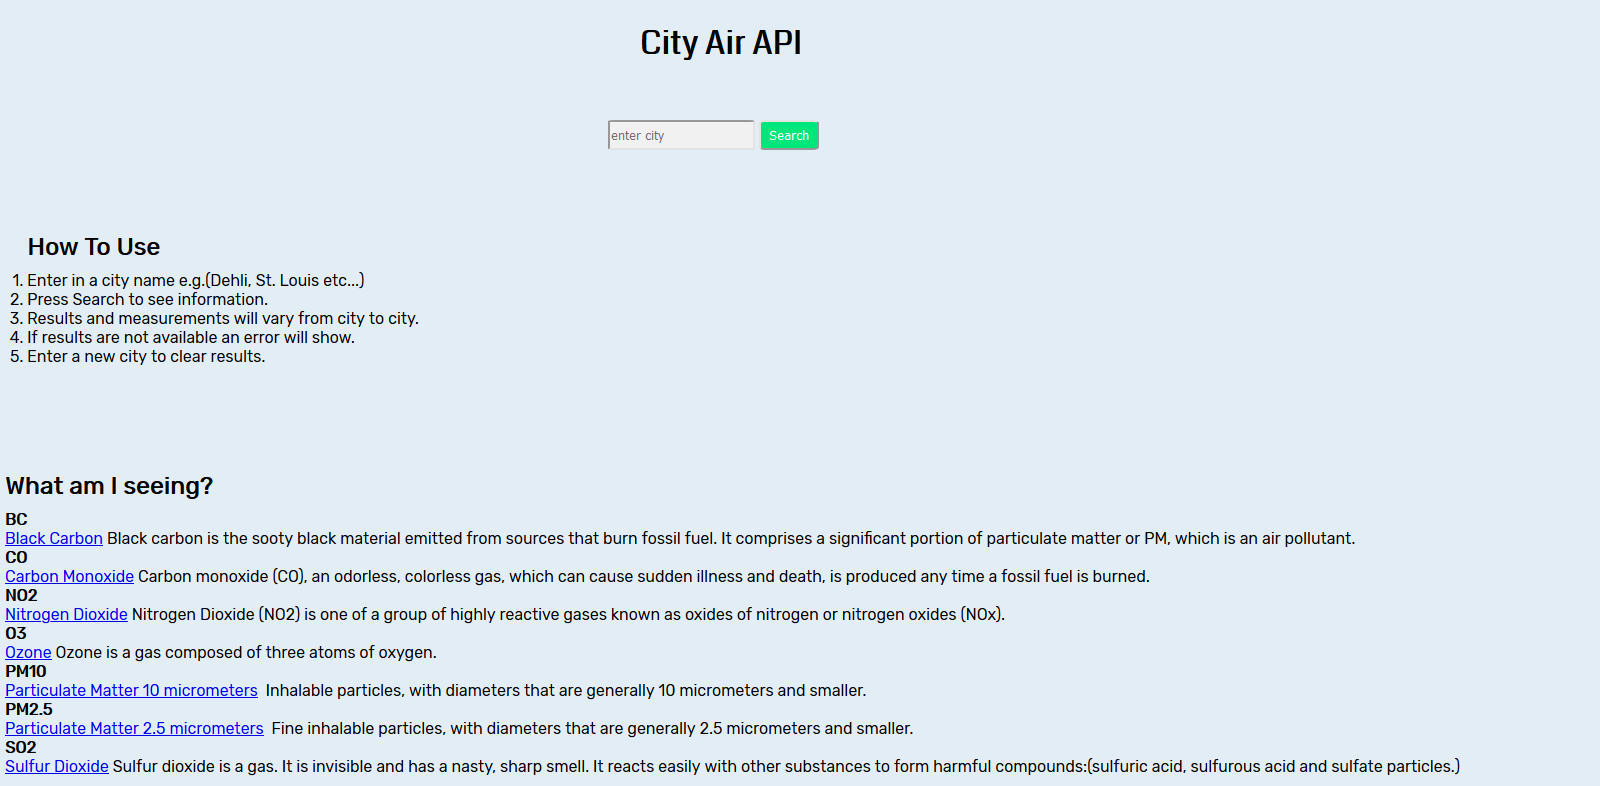 City Air API
enter city Search
How To Use
1. Enter in a city name e.g.(Dehli, St. Louis etc...)
2. Press Search to see information.
3. Results and measurements will vary from city to city.
4. If results are not available an error will show.
5. Enter a new city to clear results.
What am I seeing?
BC
Black Carbon Black carbon is the sooty black material emitted from sources that burn fossil fuel. It comprises a significant portion of particulate matter or PM, which is an air pollutant.
CO
Carbon Monoxide Carbon monoxide (CO), an odorless, colorless gas, which can cause sudden illness and death, is produced any time a fossil fuel is burned.
NO2
Nitrogen Dioxide Nitrogen Dioxide (NO2) is one of a group of highly reactive gases known as oxides of nitrogen or nitrogen oxides (NOx).
O3
Ozone Ozone is a gas composed of three atoms of oxygen.
PM10
Particulate Matter 10 micrometers Inhalable particles, with diameters that are generally 10 micrometers and smaller.
PM2.5
Particulate Matter 2.5 micrometers Fine inhalable particles, with diameters that are generally 2.5 micrometers and smaller.
SO2
Sulfur Dioxide Sulfur dioxide is a gas. It is invisible and has a nasty, sharp smell. It reacts easily with other substances to form harmful compounds:(sulfuric acid, sulfurous acid and sulfate particles.)